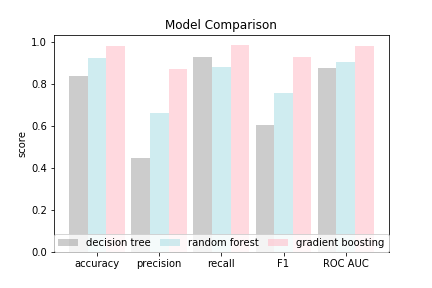 Model Comparison
score
1.0
0.8
0.6
0.4
0.2
0.0
decision tree random forest gradient boosting
accuracy precision recall F1 ROC AUC